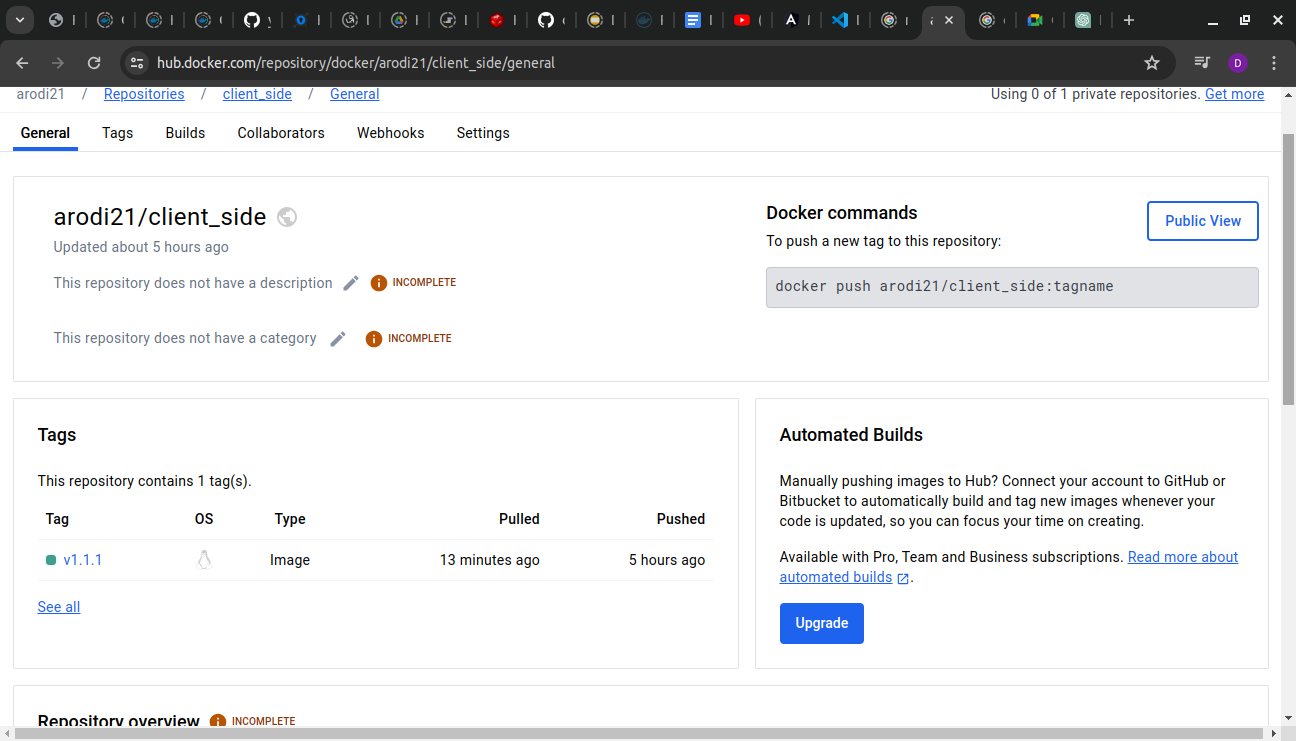 hub.docker.com/repository/docker/arodi21/client_side/general
D
arodi21 / Repositories / client_side / General
Using 0 of 1 private repositories. Get more
General Tags Builds Collaborators Webhooks Settings
arodi21/client_side
Updated about 5 hours ago
This repository does not have a description INCOMPLETE
This repository does not have a category INCOMPLETE
Docker commands
Public View
To push a new tag to this repository:
docker push arodi21/client_side:tagname
Tags
This repository contains 1 tag(s).
Tag OS Type Pulled Pushed
v1.1.1 Image 13 minutes ago 5 hours ago
See all
Automated Builds
Manually pushing images to Hub? Connect your account to GitHub or
Bitbucket to automatically build and tag new images whenever your
code is updated, so you can focus your time on creating.
Available with Pro, Team and Business subscriptions. Read more about
automated builds .
Upgrade
Repository overview INCOMPLETE